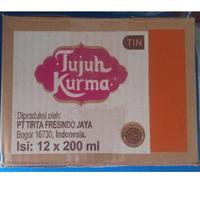 TIN
Tujuh
Kurma
Diproduksi oleh:
PT TIRTA FRESINDO JAYA
Bogor 16730, Indonesia.
Isi: 12 x 200 ml